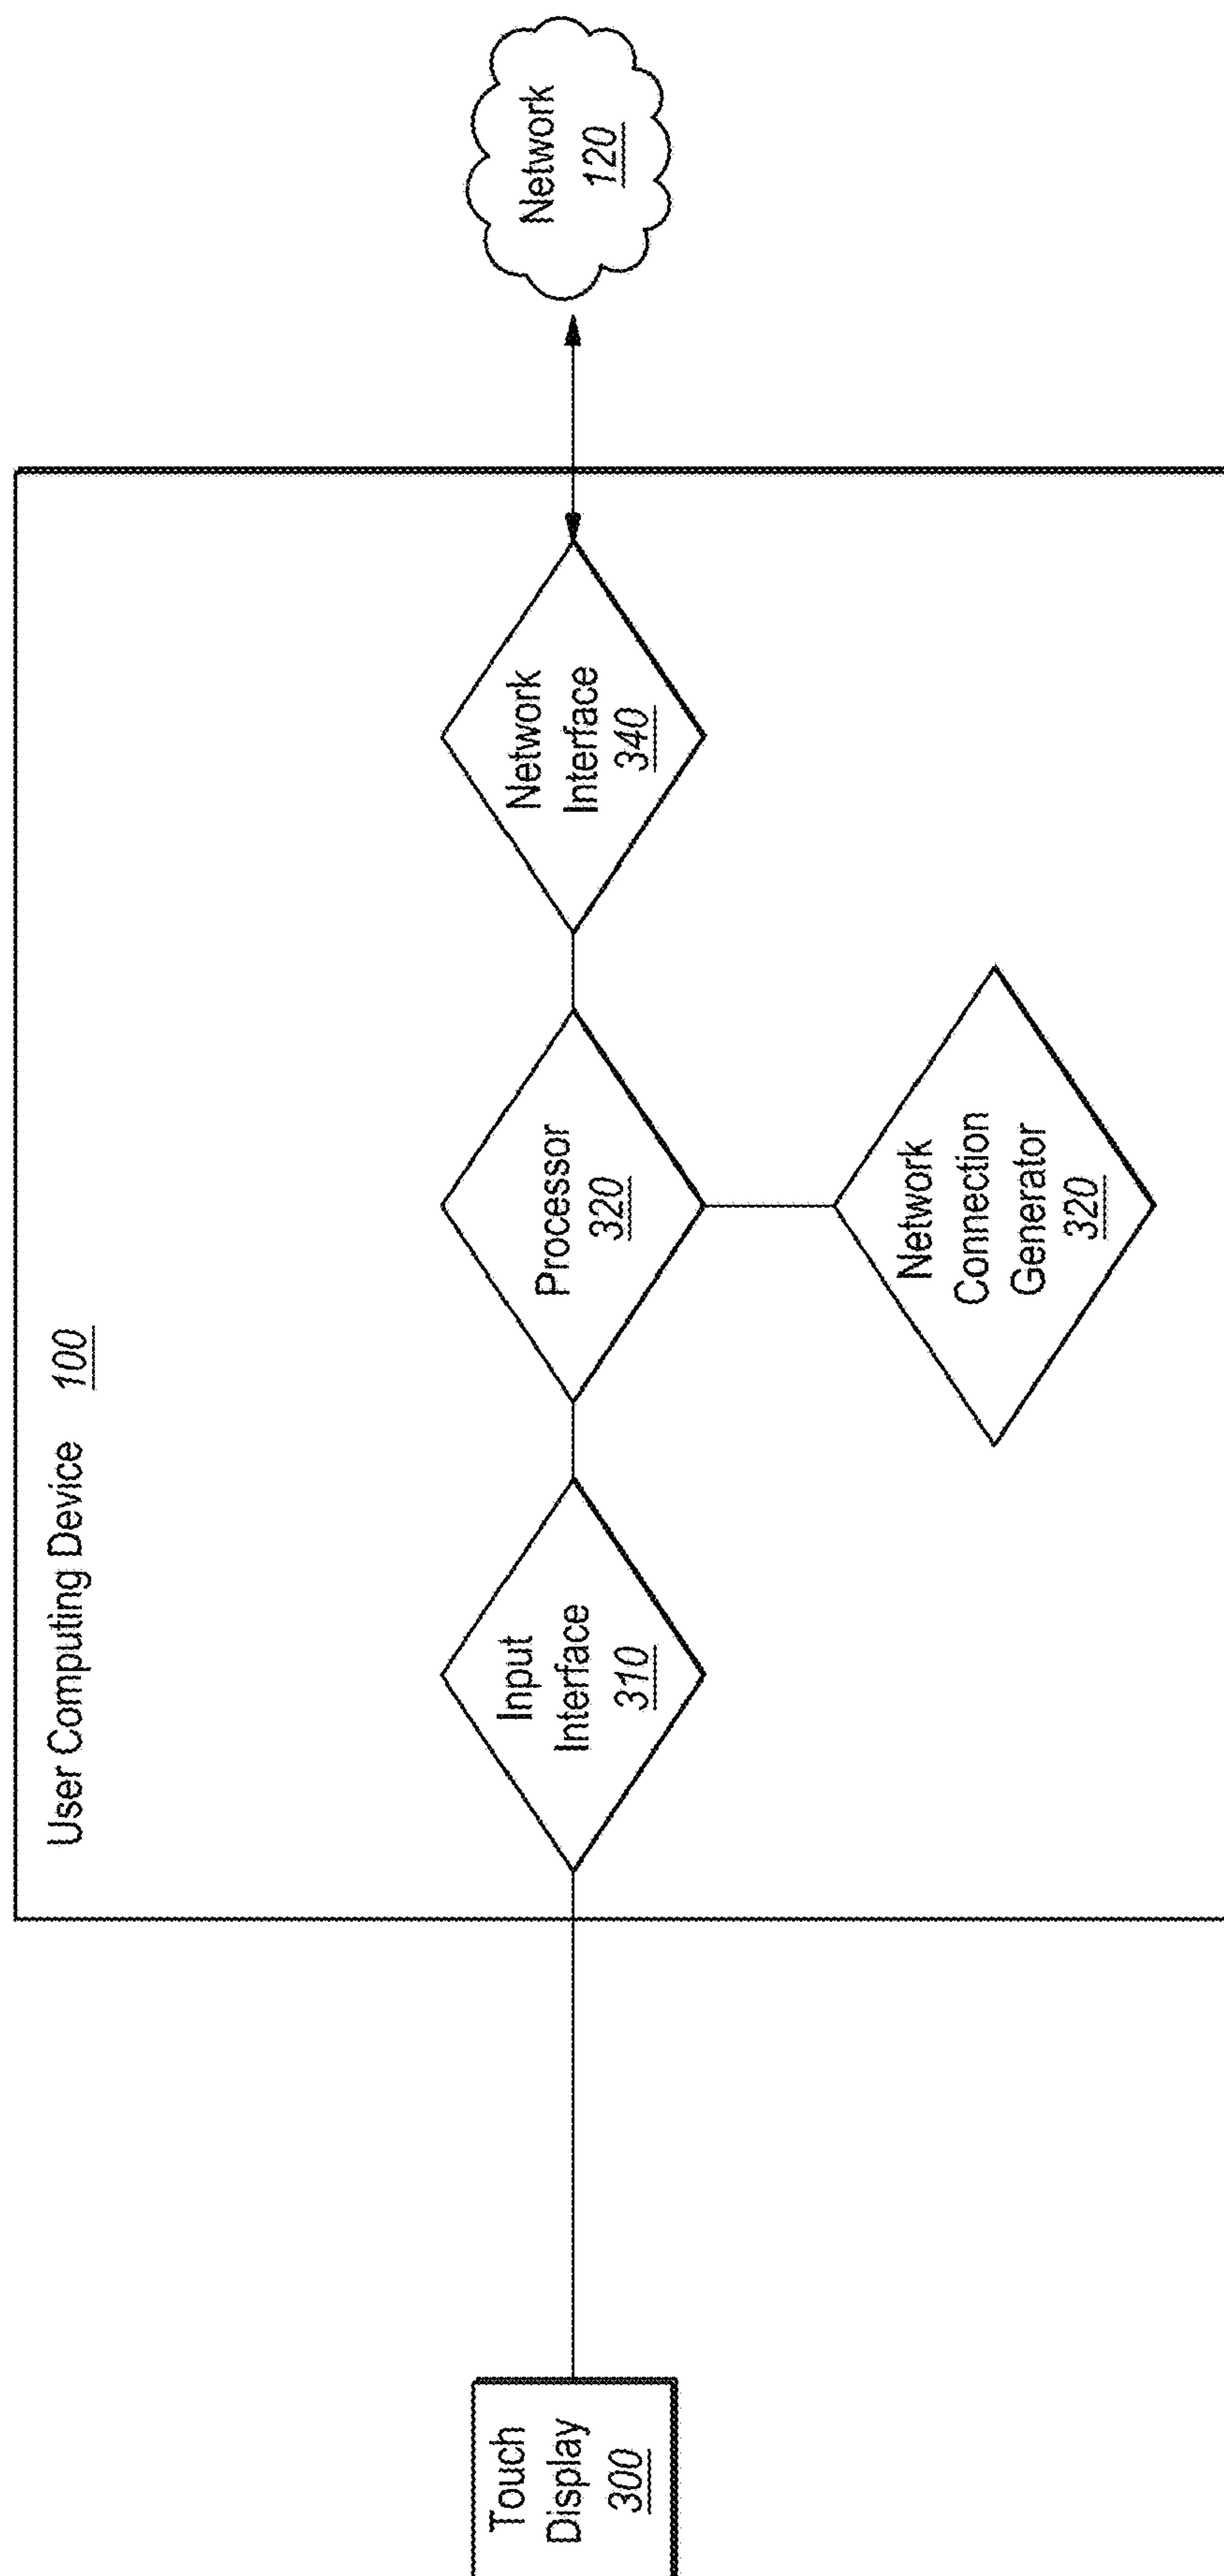 User Computing Device 100
Touch
Display
300
Input
Interface
310
Processor
320
Network
Interface
340
Network
120
Network
Connection
Generator
320